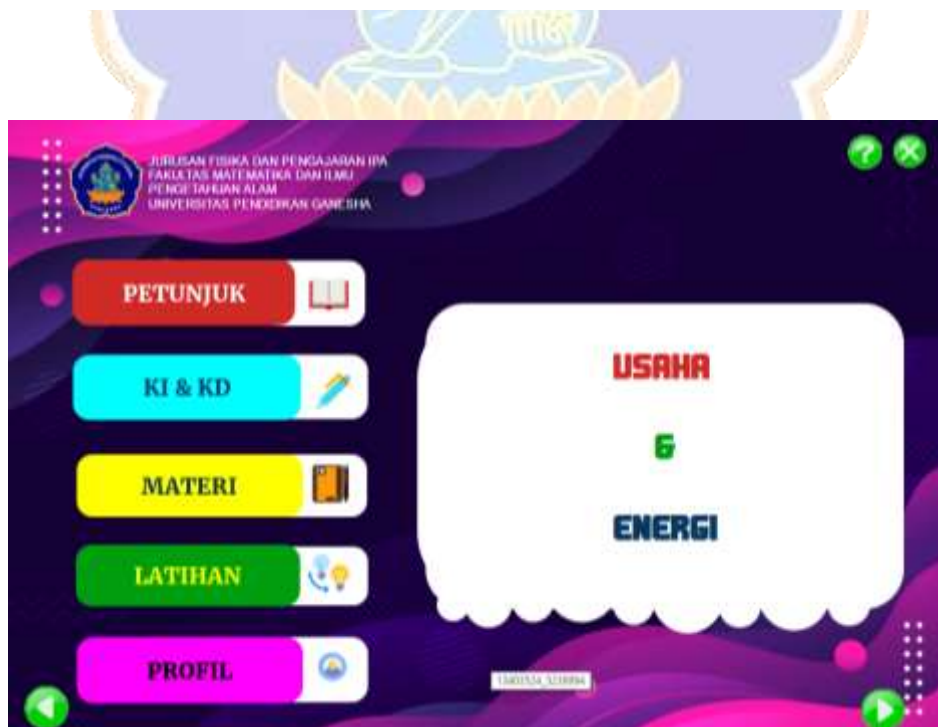 JURUSAN FISIKA DAN PENGAJARAN IPA
FAKULTAS MATEMATIKA DAN ILMU
PENGETAHUAN ALAM
UNIVERSITAS PENDIDIKAN GANESHA
PETUNJUK
KI & KD
MATERI
LATIHAN
PROFIL
USAHA
&
ENERGI
?